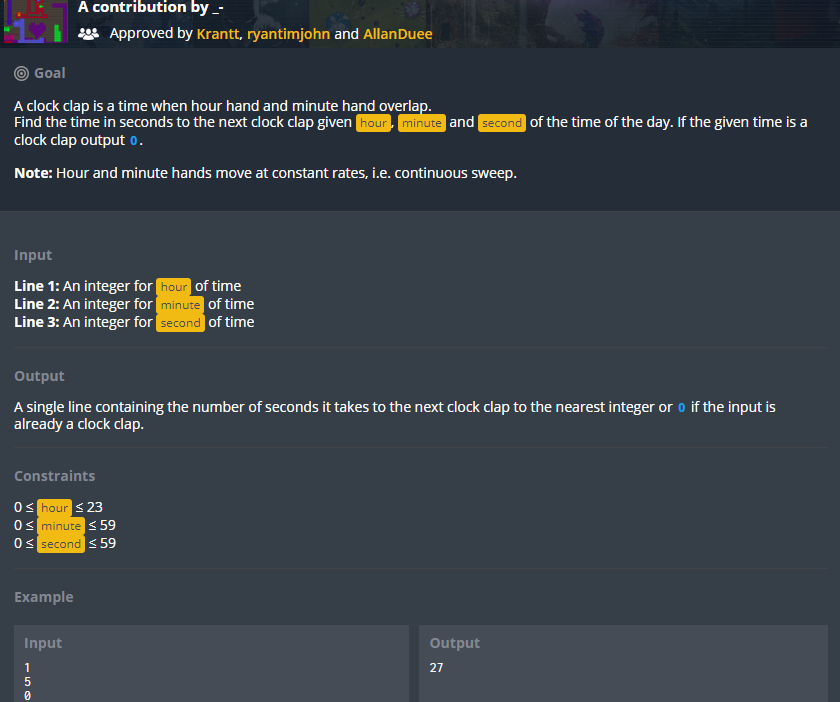 A contribution by _-
Approved by Krantt, ryantimjohn and AllanDuee
Goal
A clock clap is a time when hour hand and minute hand overlap.
Find the time in seconds to the next clock clap given hour, minute and second of the time of the day. If the given time is a
clock clap output 0.
Note: Hour and minute hands move at constant rates, i.e. continuous sweep.
Input
Line 1: An integer for hour of time
Line 2: An integer for minute of time
Line 3: An integer for second of time
Output
A single line containing the number of seconds it takes to the next clock clap to the nearest integer or 0 if the input is
already a clock clap.
Constraints
0 ≤ hour ≤ 23
0 ≤ minute ≤ 59
0 ≤ second ≤ 59
Example
Input
1
5
0
Output
27